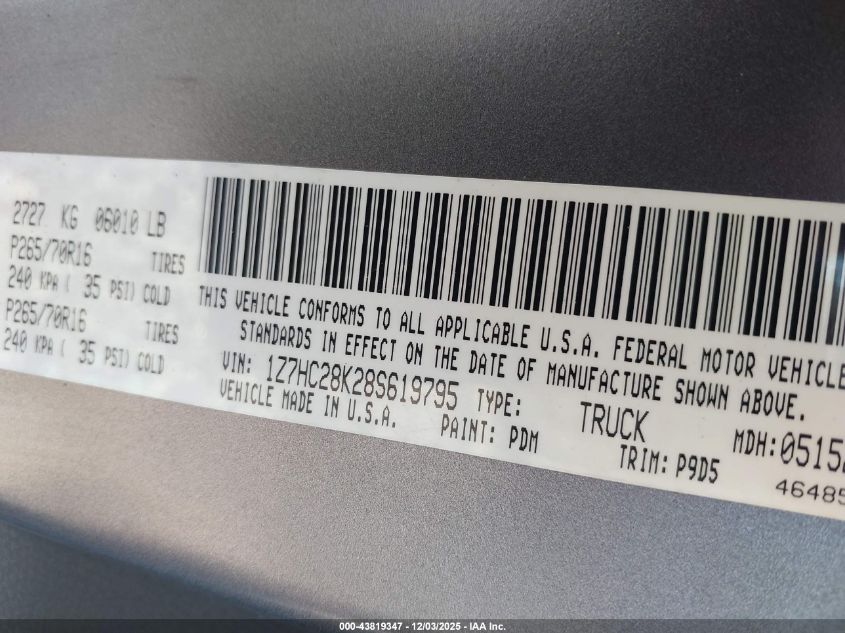 2727 KG 06010 LB
P265/70R16 TIRES
240 KPA ( 35 PSI) COLD
P265/70R16 TIRES
240 KPA ( 35 PSI) COLD
THIS VEHICLE CONFORMS TO ALL APPLICABLE U.S.A. FEDERAL MOTOR VEHICLE
STANDARDS IN EFFECT ON THE DATE OF MANUFACTURE SHOWN ABOVE.
VIN: 1Z7HC28K28S619795 TYPE: TRUCK MDH: 0515
VEHICLE MADE IN U.S.A. PAINT: PDM TRIM: P9D5
46485
000-43819347 - 12/03/2025 - IAA Inc.